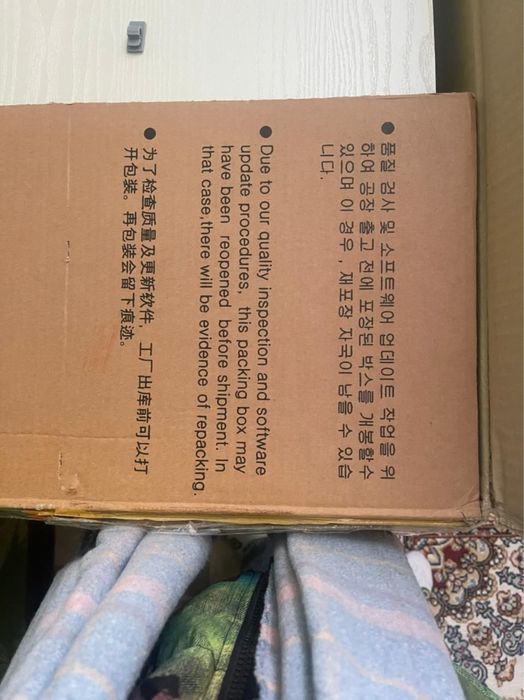 ● 품질 검사 및 소프트웨어 업데이트 작업을 위
하여 공장 출고 전에 포장된 박스를 개봉할수
있으며 이 경우 , 재포장 자국이 남을 수 있습
니다.
● Due to our quality inspection and software
update procedures, this packing box may
have been reopened before shipment. In
that case,there will be evidence of repacking.
● 为了检查质量及更新软件, 工厂出库前可以打
开包装。再包装会留下痕迹。